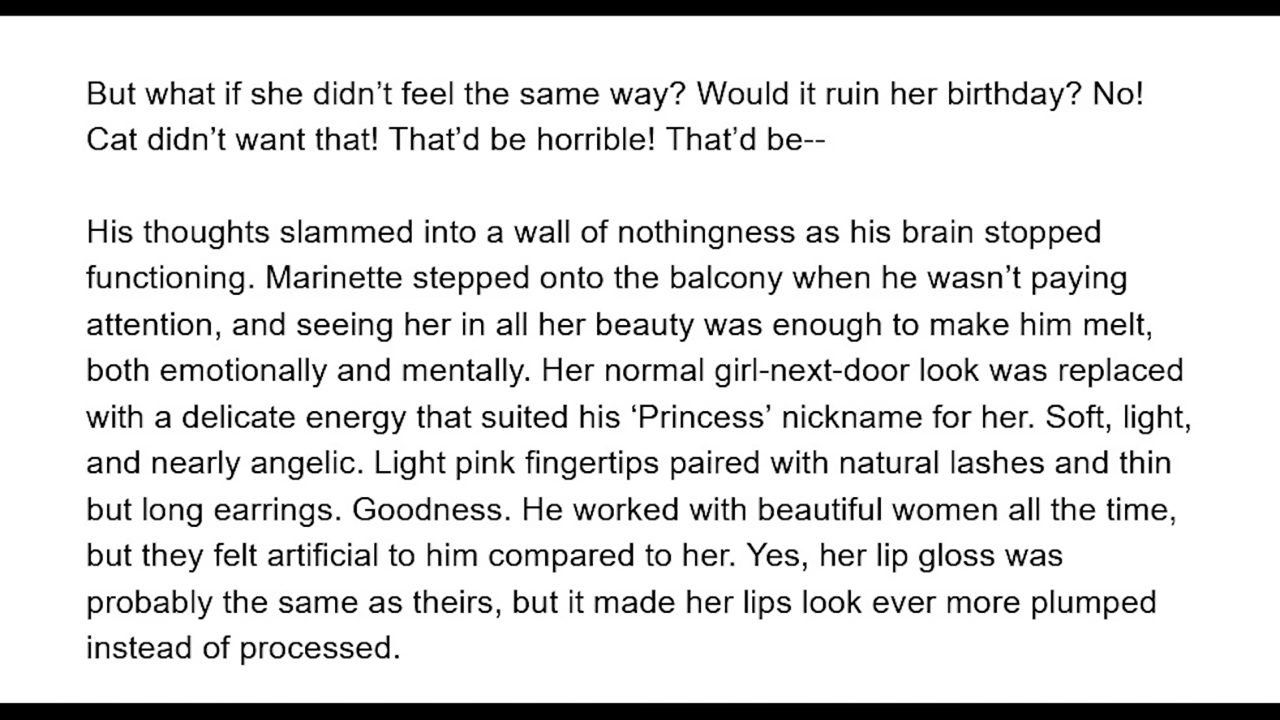 But what if she didn’t feel the same way? Would it ruin her birthday? No!
Cat didn’t want that! That’d be horrible! That’d be--
His thoughts slammed into a wall of nothingness as his brain stopped
functioning. Marinette stepped onto the balcony when he wasn’t paying
attention, and seeing her in all her beauty was enough to make him melt,
both emotionally and mentally. Her normal girl-next-door look was replaced
with a delicate energy that suited his ‘Princess’ nickname for her. Soft, light,
and nearly angelic. Light pink fingertips paired with natural lashes and thin
but long earrings. Goodness. He worked with beautiful women all the time,
but they felt artificial to him compared to her. Yes, her lip gloss was
probably the same as theirs, but it made her lips look ever more plumped
instead of processed.